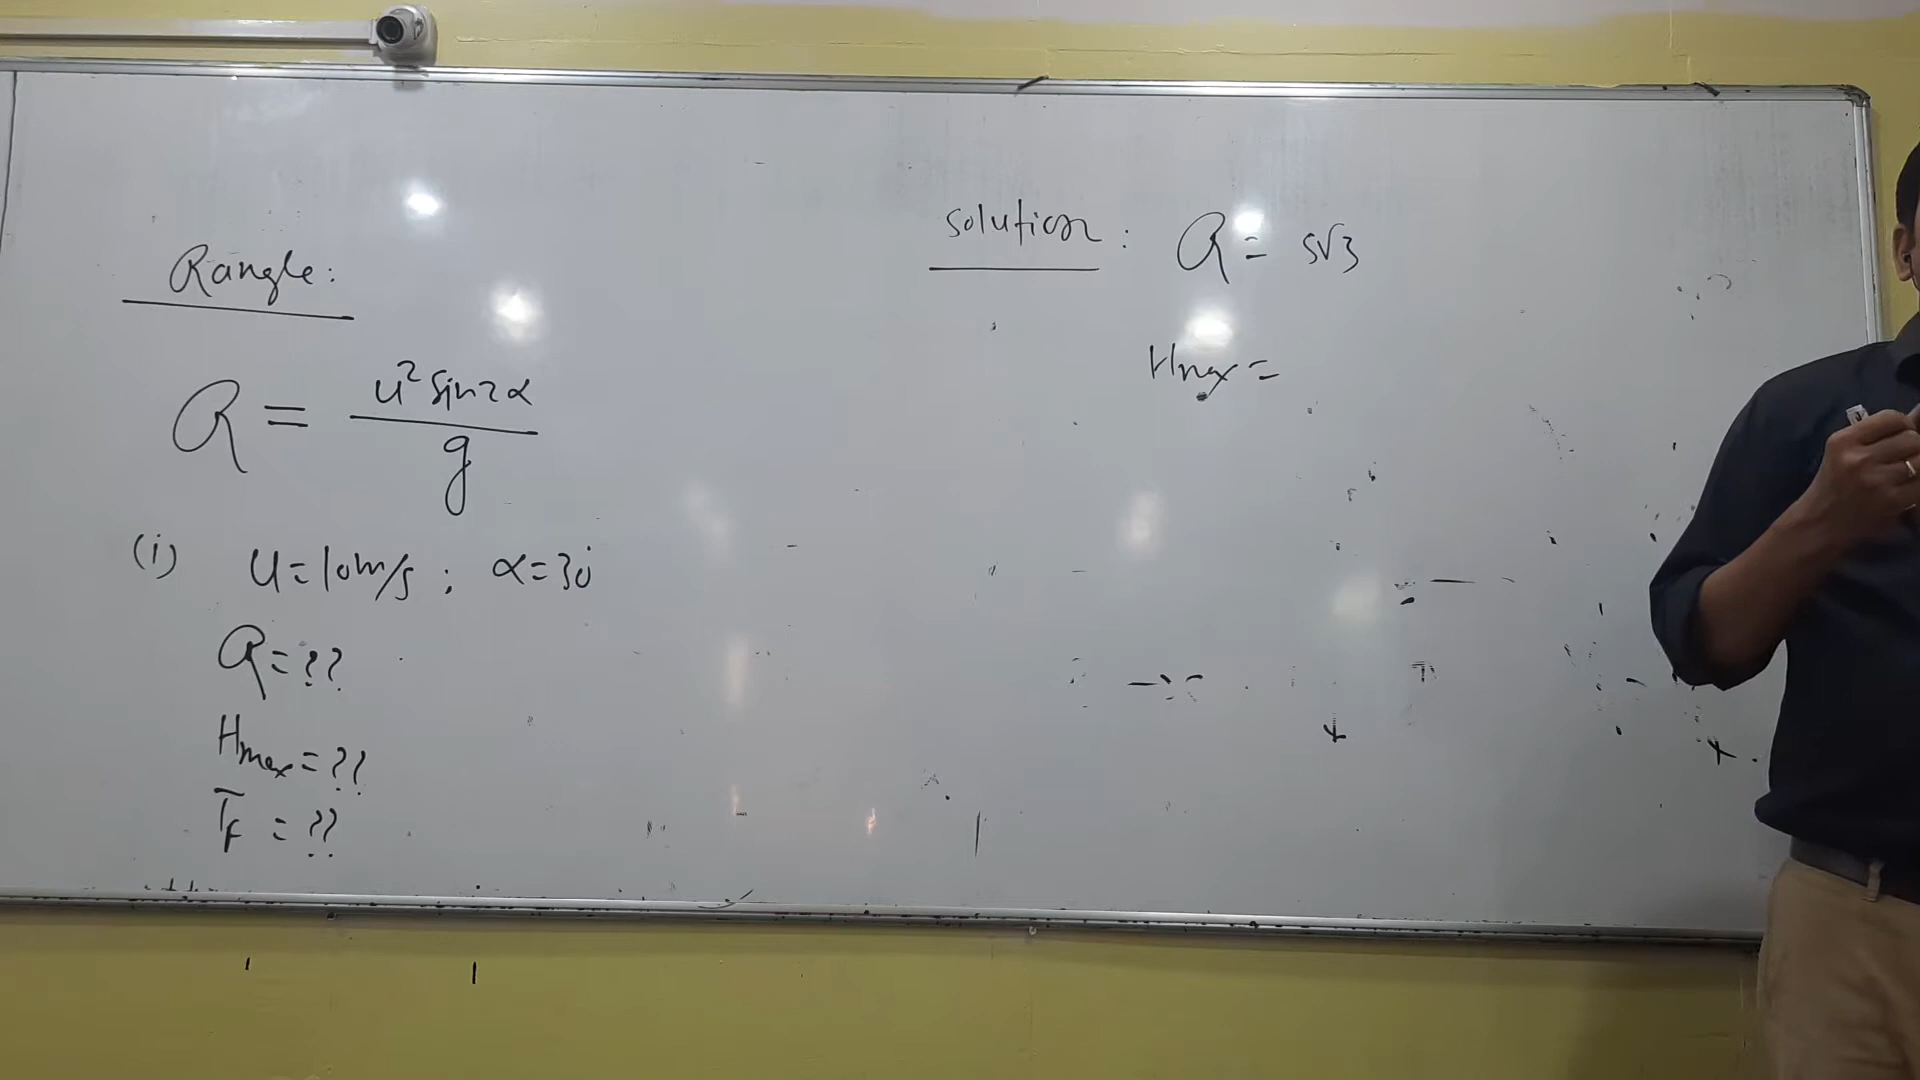 Rangle:
R = u² sin2α / g
(i) u = 10m/s ; α = 30°
R = ??
Hmax = ??
TF = ??
Solution : R = 5√3
Hmax =